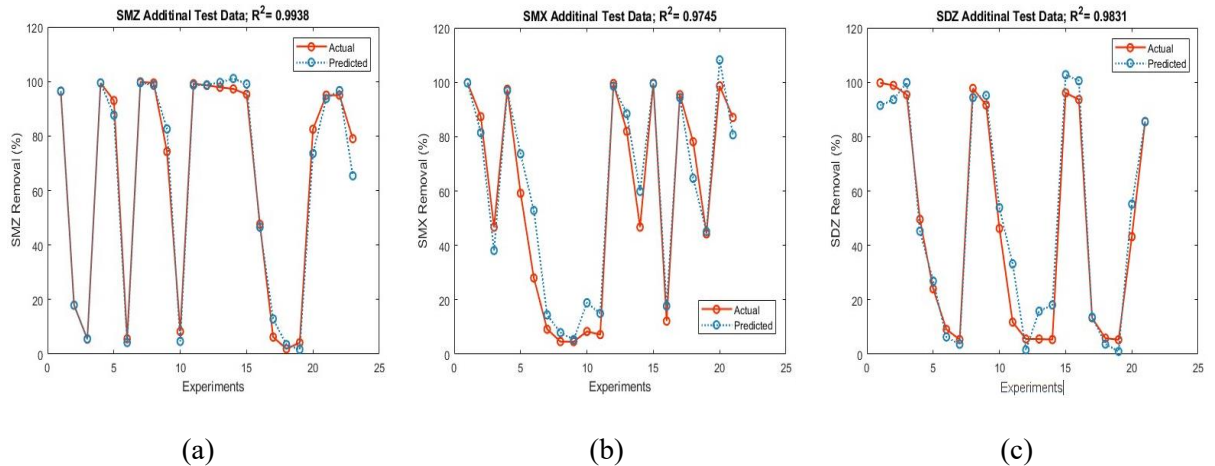 SMZ Additinal Test Data; R²= 0.9938
120
100
80
60
40
20
0
SMZ Removal (%)
Actual
Predicted
0 5 10 15 20 25
Experiments
(a)
SMX Additinal Test Data; R²= 0.9745
120
100
80
60
40
20
0
SMX Removal (%)
Actual
Predicted
0 5 10 15 20 25
Experiments
(b)
SDZ Additinal Test Data; R²= 0.9831
120
100
80
60
40
20
0
SDZ Removal (%)
Actual
Predicted
0 5 10 15 20 25
Experiments
(c)